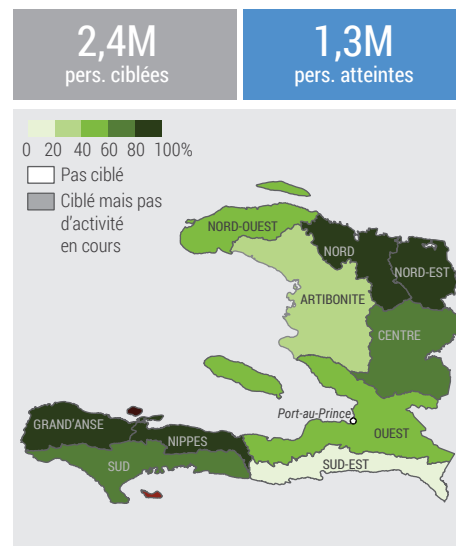 2,4M
pers. ciblées
1,3M
pers. atteintes
0 20 40 60 80 100%
Pas ciblé
Ciblé mais pas
d'activité
en cours
NORD-OUEST
NORD
NORD-EST
ARTIBONITE
CENTRE
Port-au-Prince
GRAND'ANSE
NIPPES
OUEST
SUD
SUD-EST